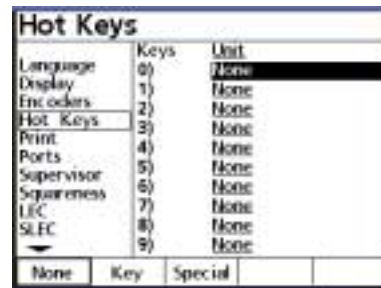 Hot Keys
Keys Unit
Language
Display
Encoders
Hot Keys
Print
Ports
Supervisor
Squareness
LEC
SLEC
0) None
1) None
2) None
3) None
4) None
5) None
6) None
7) None
8) None
9) None
None Key Special